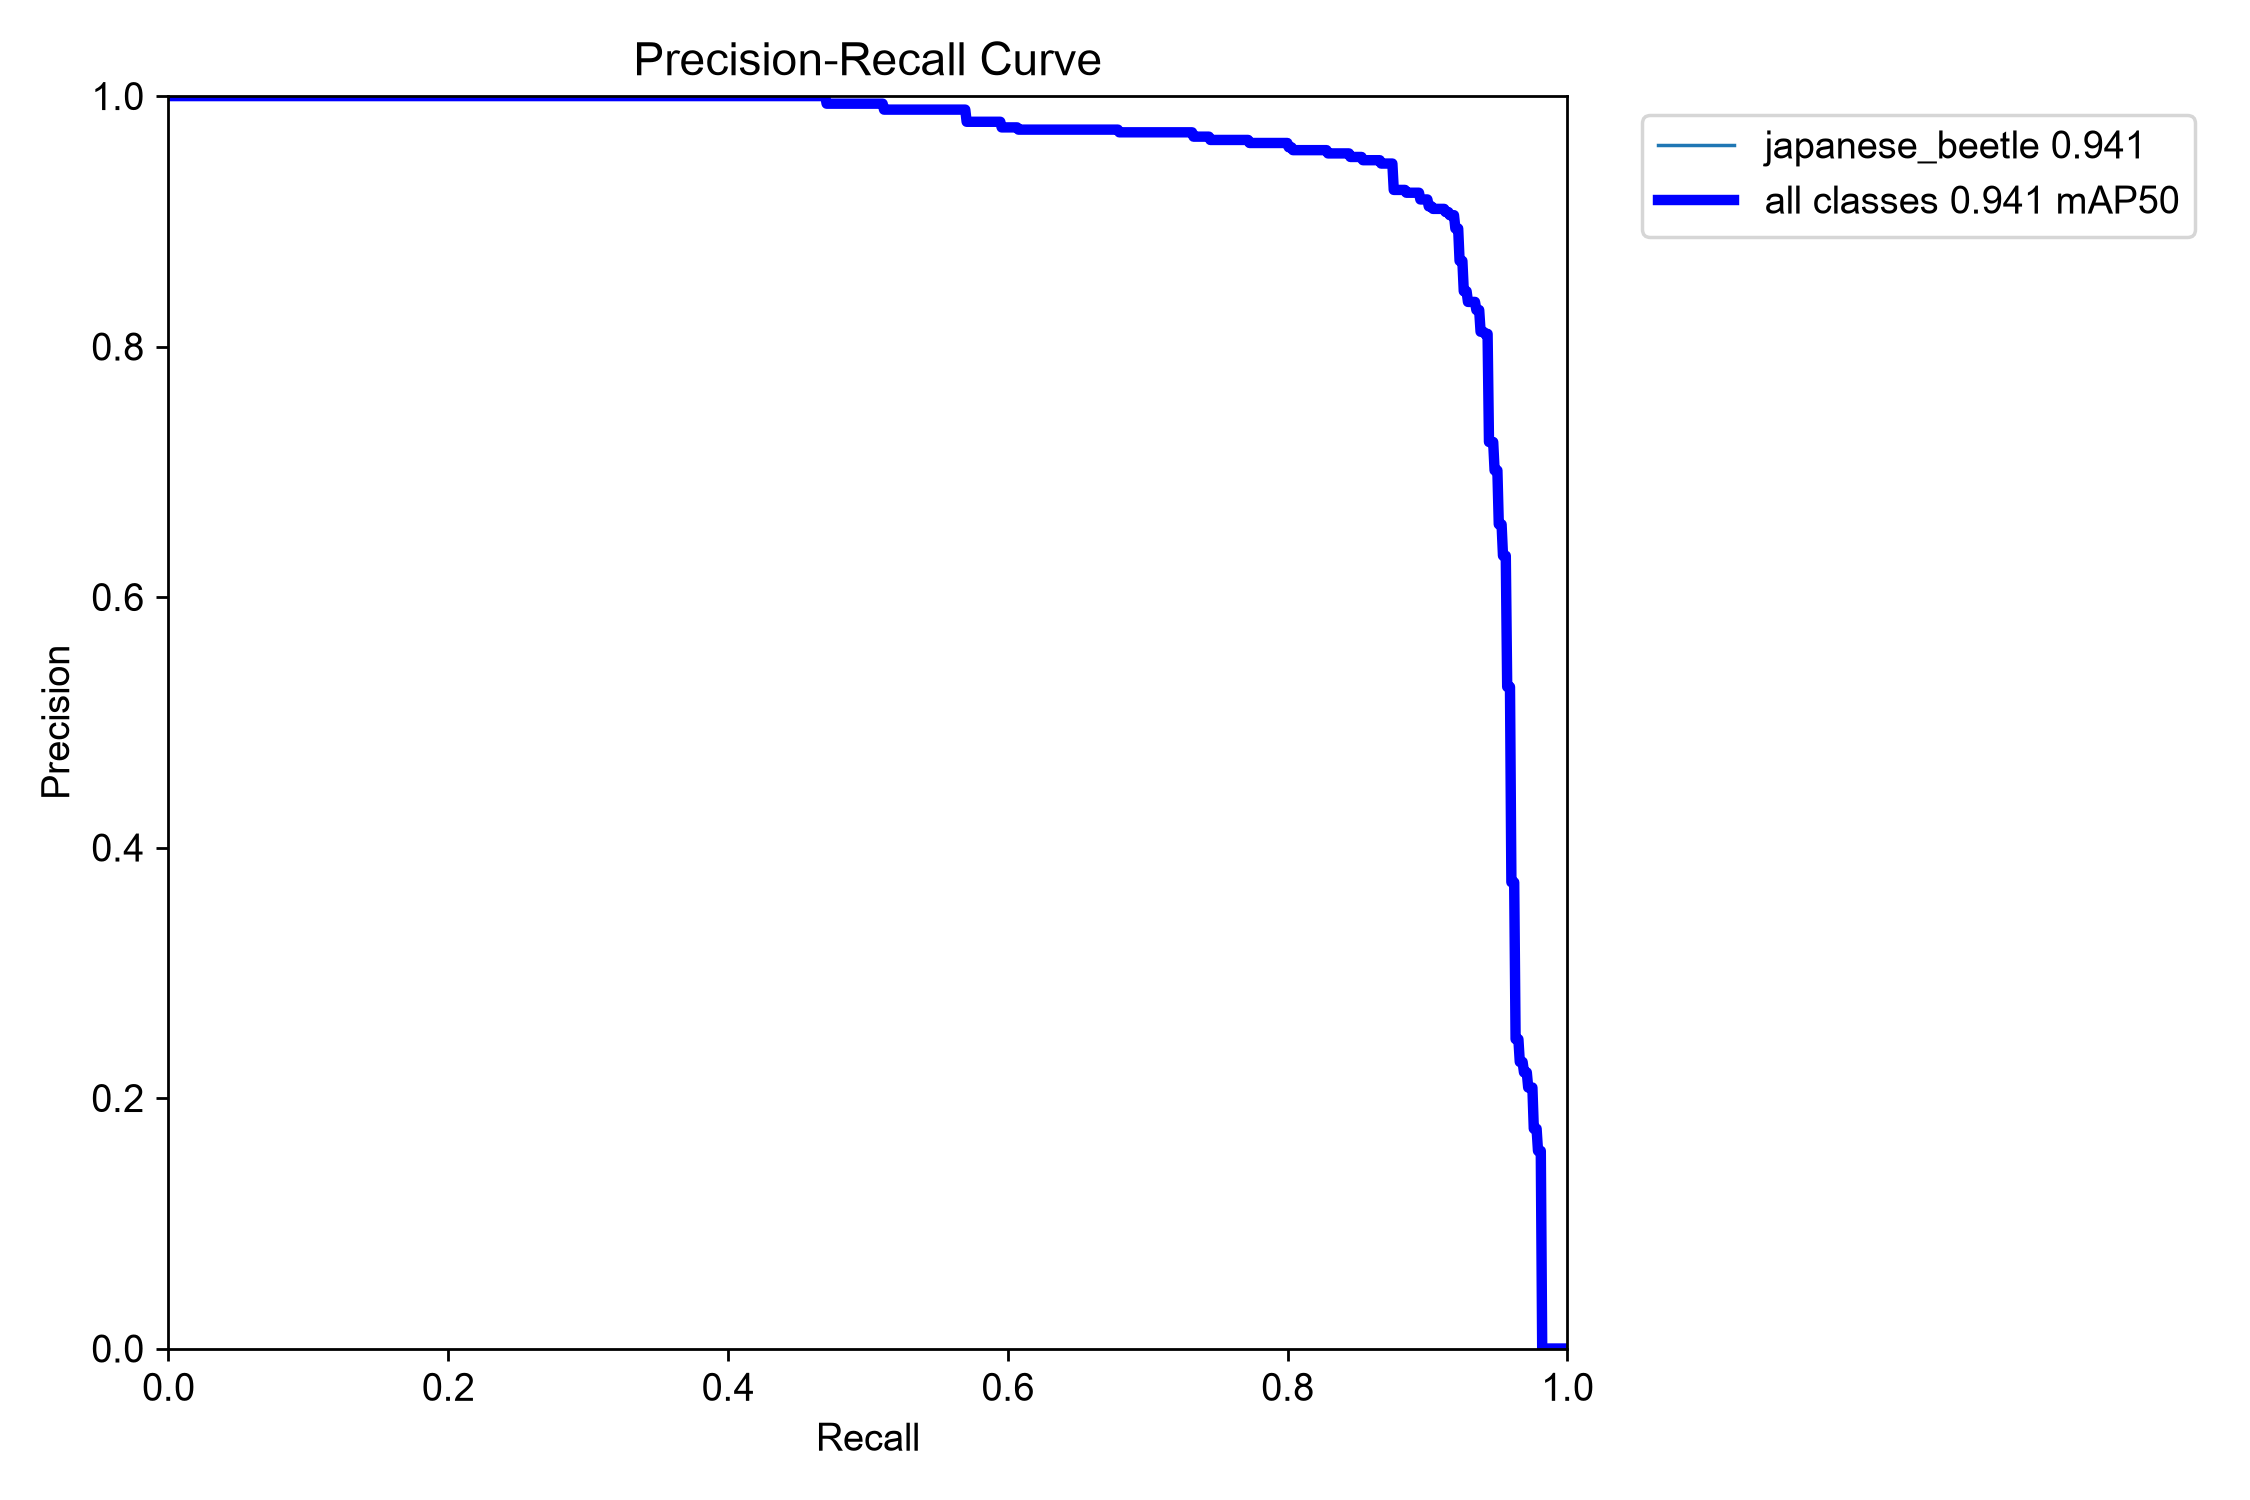 Precision-Recall Curve
japanese_beetle 0.941
all classes 0.941 mAP50
1.0
0.8
0.6
0.4
0.2
0.0
Precision
0.0 0.2 0.4 0.6 0.8 1.0
Recall